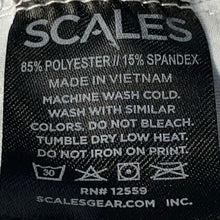 SCALES
85% POLYESTER // 15% SPANDEX
MADE IN VIETNAM
MACHINE WASH COLD.
WASH WITH SIMILAR
COLORS. DO NOT BLEACH.
TUMBLE DRY LOW HEAT.
DO NOT IRON ON PRINT.
30
RN# 12559
SCALESGEAR.COM INC.